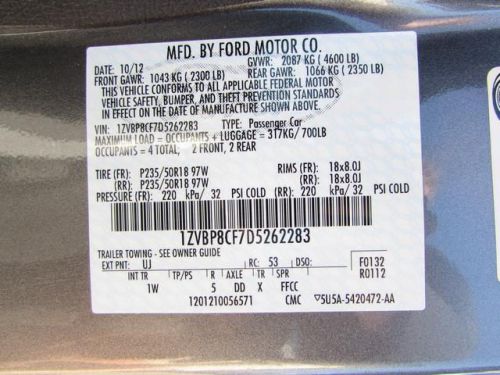 MFD. BY FORD MOTOR CO.
DATE: 10/12 GVWR: 2087 KG (4600 LB)
FRONT GAWR: 1043 KG (2300 LB) REAR GAWR: 1066 KG (2350 LB)
THIS VEHICLE CONFORMS TO ALL APPLICABLE FEDERAL MOTOR
VEHICLE SAFETY, BUMPER, AND THEFT PREVENTION STANDARDS
IN EFFECT ON THE DATE OF MANUFACTURE SHOWN ABOVE.
VIN: 1ZVBP8CF7D5262283 TYPE: Passenger Car
MAXIMUM LOAD = OCCUPANTS + LUGGAGE = 317KG/700LB
OCCUPANTS = 4 TOTAL, 2 FRONT, 2 REAR
TIRE (FR): P235/50R18 97W RIMS (FR): 18x8.0J
(RR): P235/50R18 97W (RR): 18x8.0J
PRESSURE (FR): 220 kPa/ 32 PSI COLD (RR): 220 kPa/ 32 PSI COLD
1ZVBP8CF7D5262283
TRAILER TOWING - SEE OWNER GUIDE
EXT PNT: UJ RC: 53 DSO: F0132
INT TR TP/PS R AXLE TR SPR R0112
1W 5 DD X FFCC
1201210056571 CMC ▽5U5A-5420472-AA